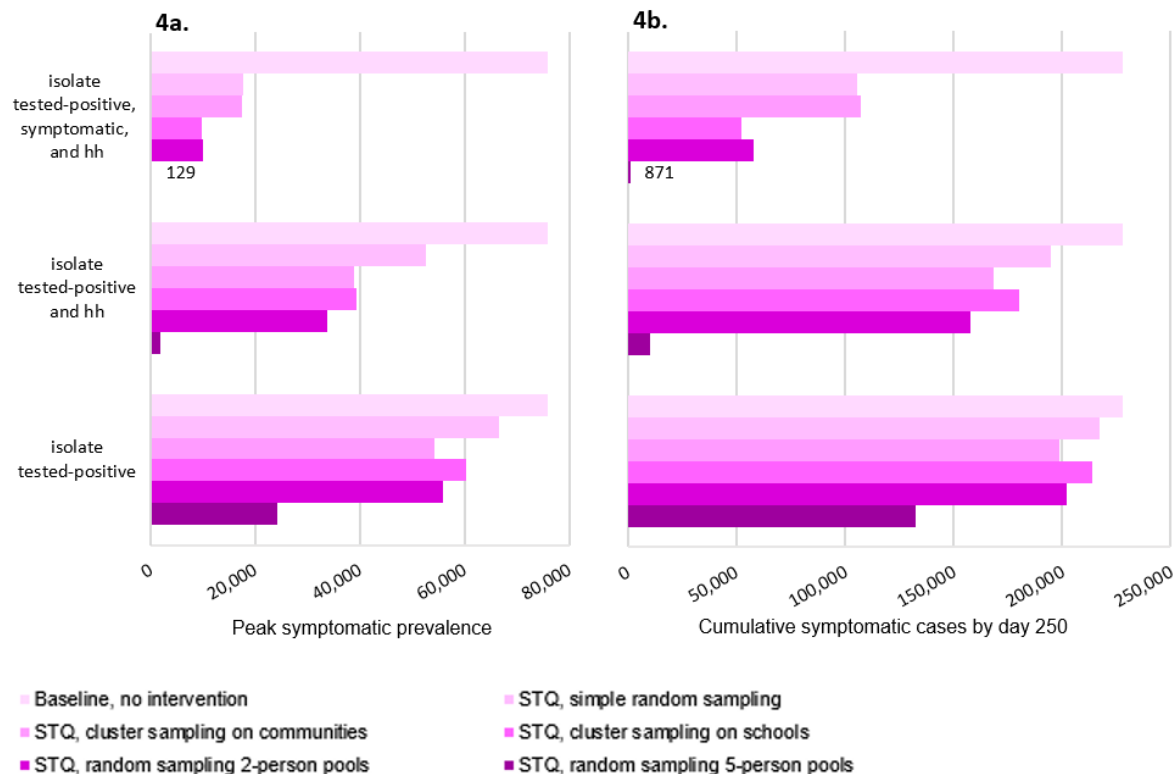 4a.
4b.
isolate
tested-positive,
symptomatic,
and hh
129
871
isolate
tested-positive
and hh
isolate
tested-positive
0
20,000
40,000
60,000
80,000
0
50,000
100,000
150,000
200,000
250,000
Peak symptomatic prevalence
Cumulative symptomatic cases by day 250
Baseline, no intervention
STQ, simple random sampling
STQ, cluster sampling on communities
STQ, cluster sampling on schools
STQ, random sampling 2-person pools
STQ, random sampling 5-person pools